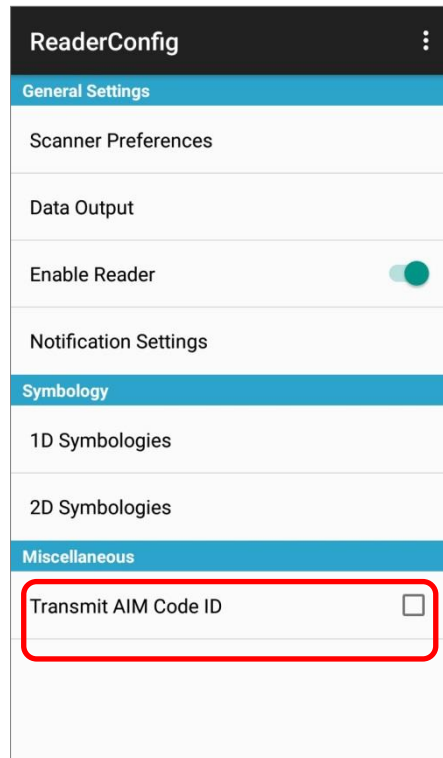 ReaderConfig
General Settings
Scanner Preferences
Data Output
Enable Reader
Notification Settings
Symbology
1D Symbologies
2D Symbologies
Miscellaneous
Transmit AIM Code ID